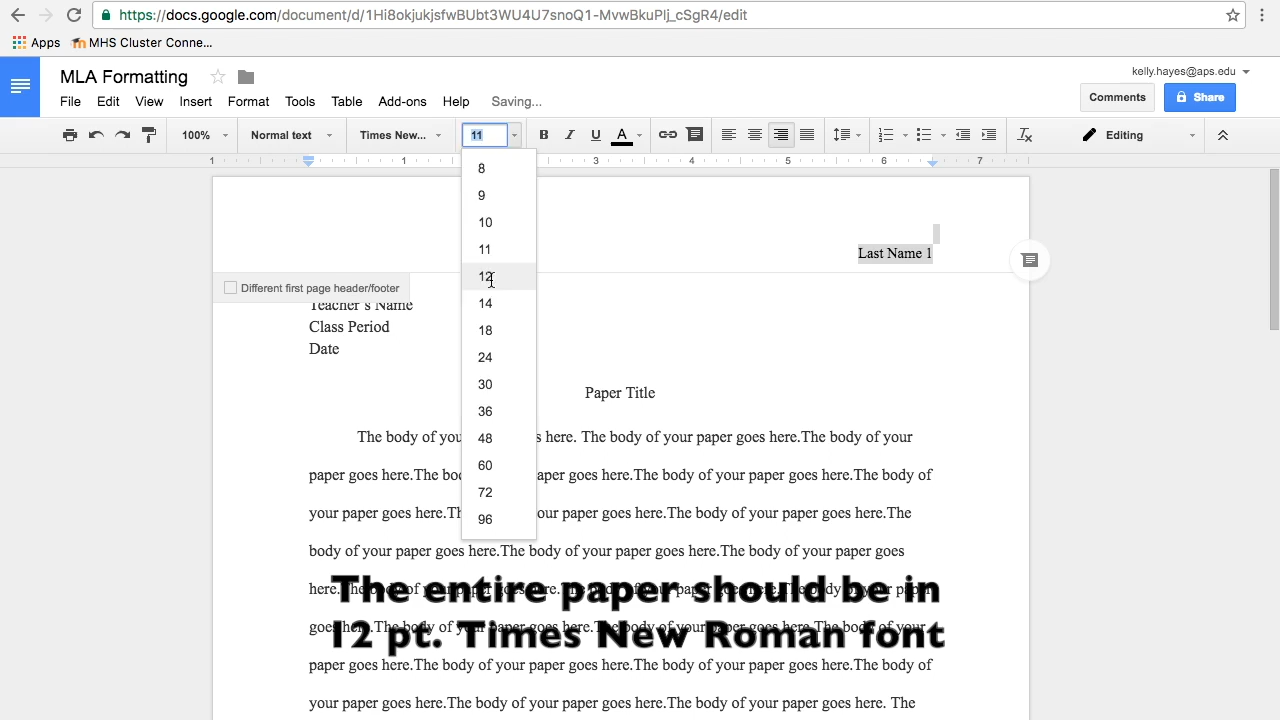 https://docs.google.com/document/d/1Hi8okjukjsfwBUbt3WU4U7snoQ1-MvwBkuPlj_cSgR4/edit
Apps MHS Cluster Conne...
MLA Formatting
kelly.hayes@aps.edu
File Edit View Insert Format Tools Table Add-ons Help Saving...
Comments Share
100% Normal text Times New... 11 B I U A Editing
1 1 3 4 5 6 7
8
9
10
11
12
14
18
24
30
36
48
60
72
96
Last Name 1
Different first page header/footer
Teacher's Name
Class Period
Date
Paper Title
The body of you s here. The body of your paper goes here.The body of your
paper goes here.The bo aper goes here.The body of your paper goes here.The body of
your paper goes here.T our paper goes here.The body of your paper goes here.The
body of your paper goes here.The body of your paper goes here.The body of your paper goes
here.The body of your paper goes here.The body of your paper goes here.The body of your paper
goes here.The body of your paper goes here.The body of your paper goes here.The body of your
The entire paper should be in
12 pt. Times New Roman font
paper goes here.The body of your paper goes here.The body of your paper goes here.The body of
your paper goes here.The body of your paper goes here.The body of your paper goes here. The